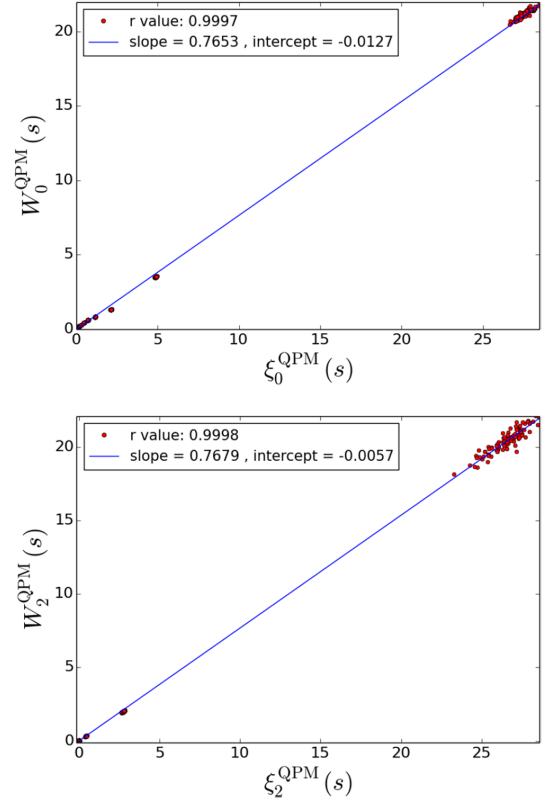 r value: 0.9997
slope = 0.7653 , intercept = -0.0127
20
15
10
5
0
W_0^QPM (s)
0 5 10 15 20 25
ξ_0^QPM (s)
r value: 0.9998
slope = 0.7679 , intercept = -0.0057
20
15
10
5
0
W_2^QPM (s)
0 5 10 15 20 25
ξ_2^QPM (s)